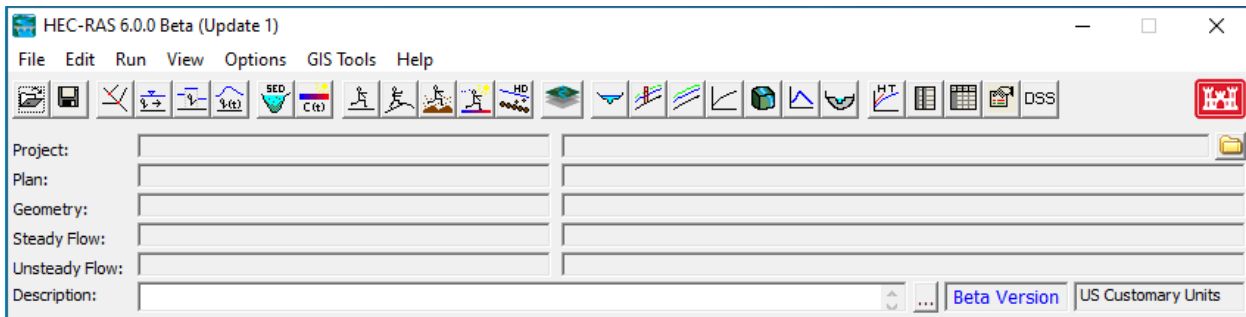 HEC-RAS 6.0.0 Beta (Update 1)
File Edit Run View Options GIS Tools Help
SED C(t) HD HT DSS
Project:
Plan:
Geometry:
Steady Flow:
Unsteady Flow:
Description: ... Beta Version US Customary Units